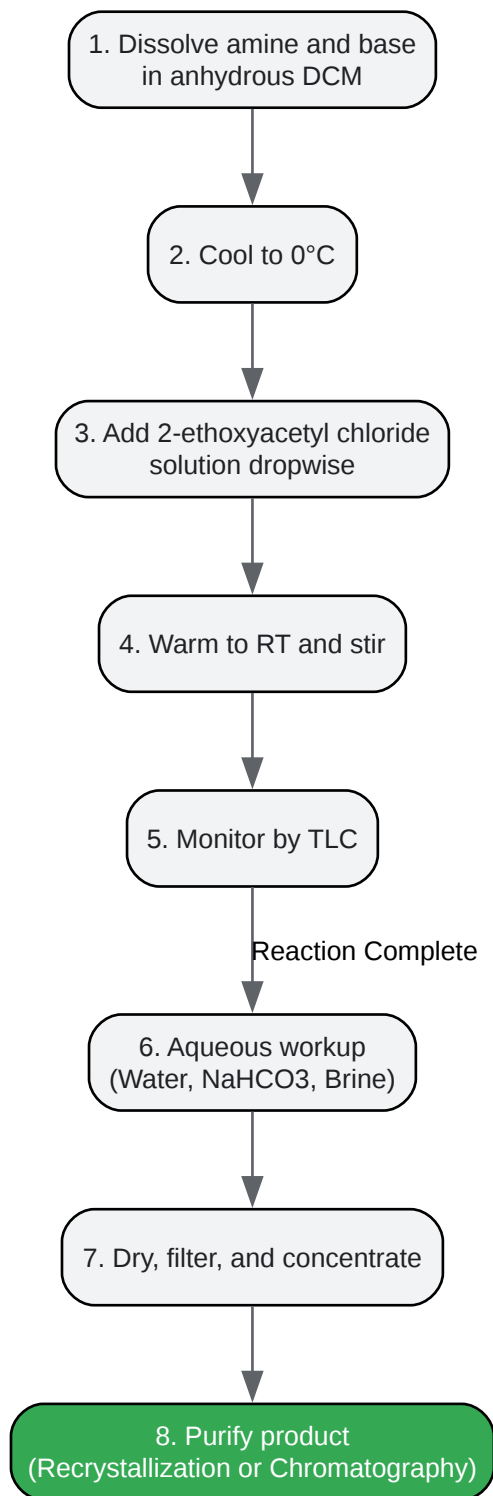 1. Dissolve amine and base
in anhydrous DCM
2. Cool to 0°C
3. Add 2-ethoxyacetyl chloride
solution dropwise
4. Warm to RT and stir
5. Monitor by TLC
Reaction Complete
6. Aqueous workup
(Water, NaHCO3, Brine)
7. Dry, filter, and concentrate
8. Purify product
(Recrystallization or Chromatography)